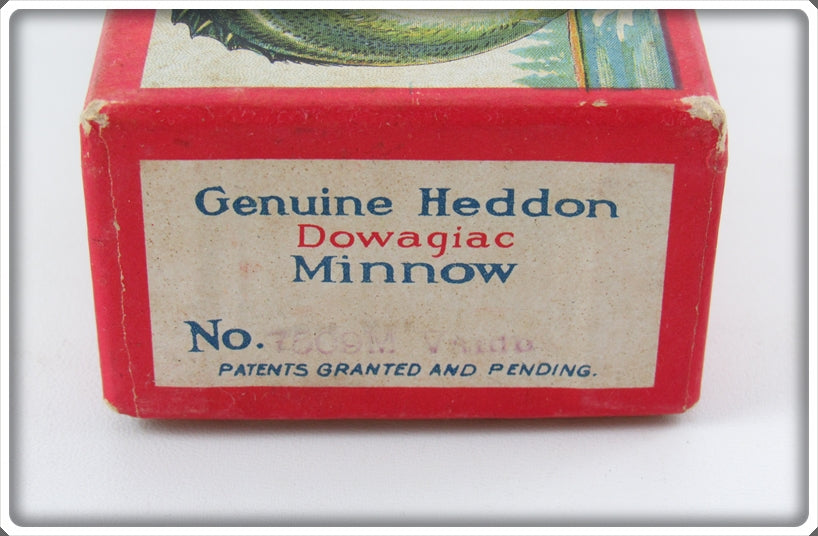 Genuine Heddon
Dowagiac
Minnow
No.
PATENTS GRANTED AND PENDING.